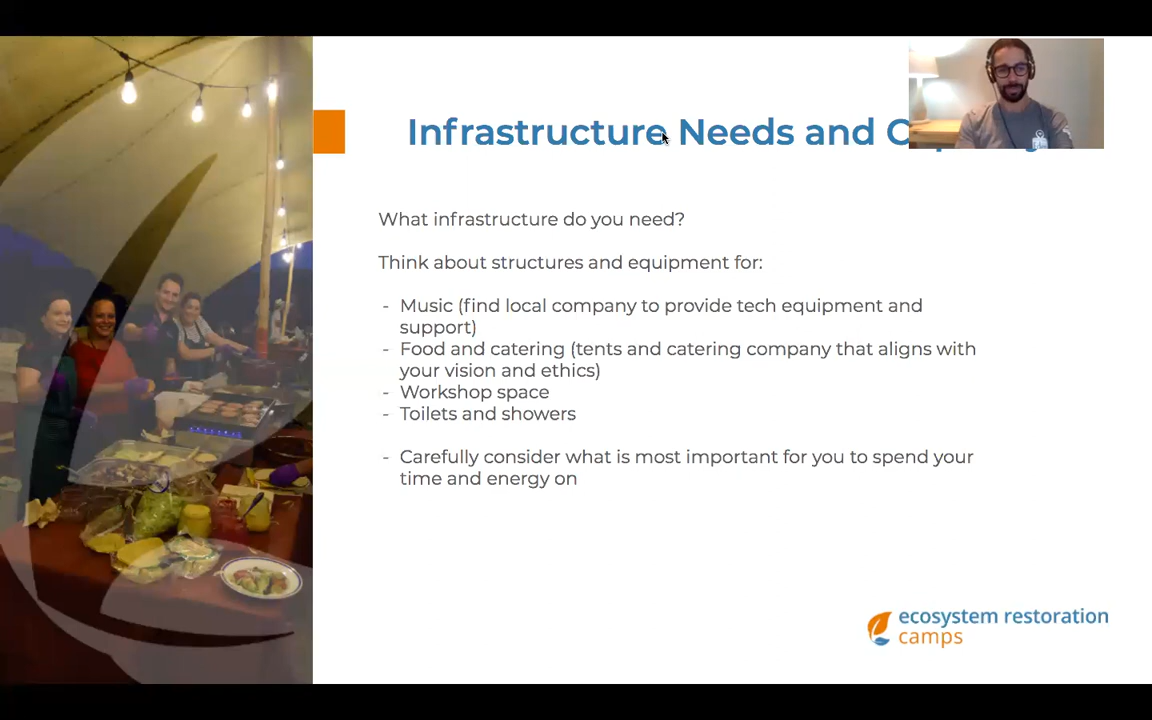 Infrastructure Needs and
What infrastructure do you need?
Think about structures and equipment for:
- Music (find local company to provide tech equipment and
support)
- Food and catering (tents and catering company that aligns with
your vision and ethics)
- Workshop space
- Toilets and showers
- Carefully consider what is most important for you to spend your
time and energy on
ecosystem restoration
camps